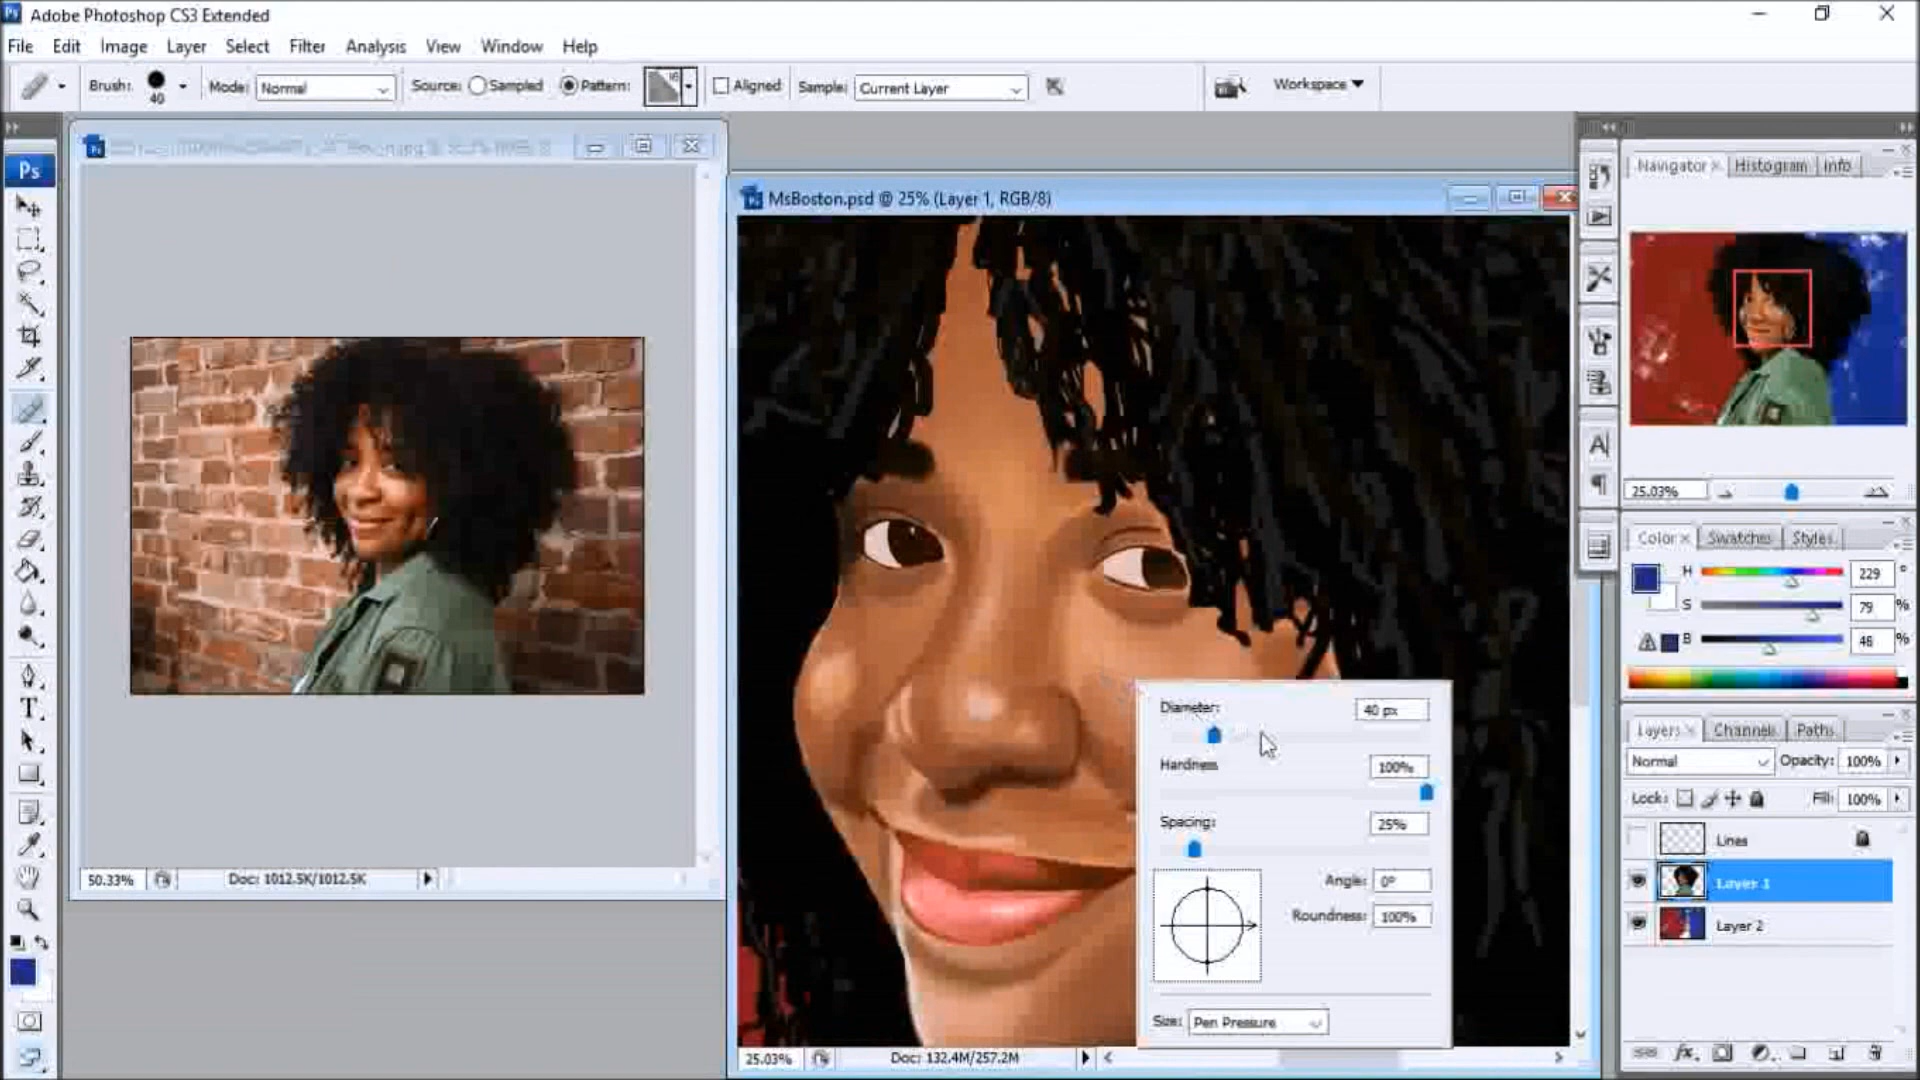 Ps Adobe Photoshop CS3 Extended
File Edit Image Layer Select Filter Analysis View Window Help
Brush: 40 Mode: Normal Source: Sampled Pattern: Aligned Sample: Current Layer Workspace
Ps
MsBoston.psd @ 25% (Layer 1, RGB/8)
Navigator × Histogram Info
25.03%
Color × Swatches Styles
H 229 °
S 79 %
B 46 %
Layers × Channels Paths
Normal Opacity: 100%
Lock: Fill: 100%
Lines
Layer 1
Layer 2
Diameter: 40 px
Hardness 100%
Spacing: 25%
Angle: 0°
Roundness: 100%
Size: Pen Pressure
50.33% Doc: 1012.5K/1012.5K
25.03% Doc: 132.4M/257.2M